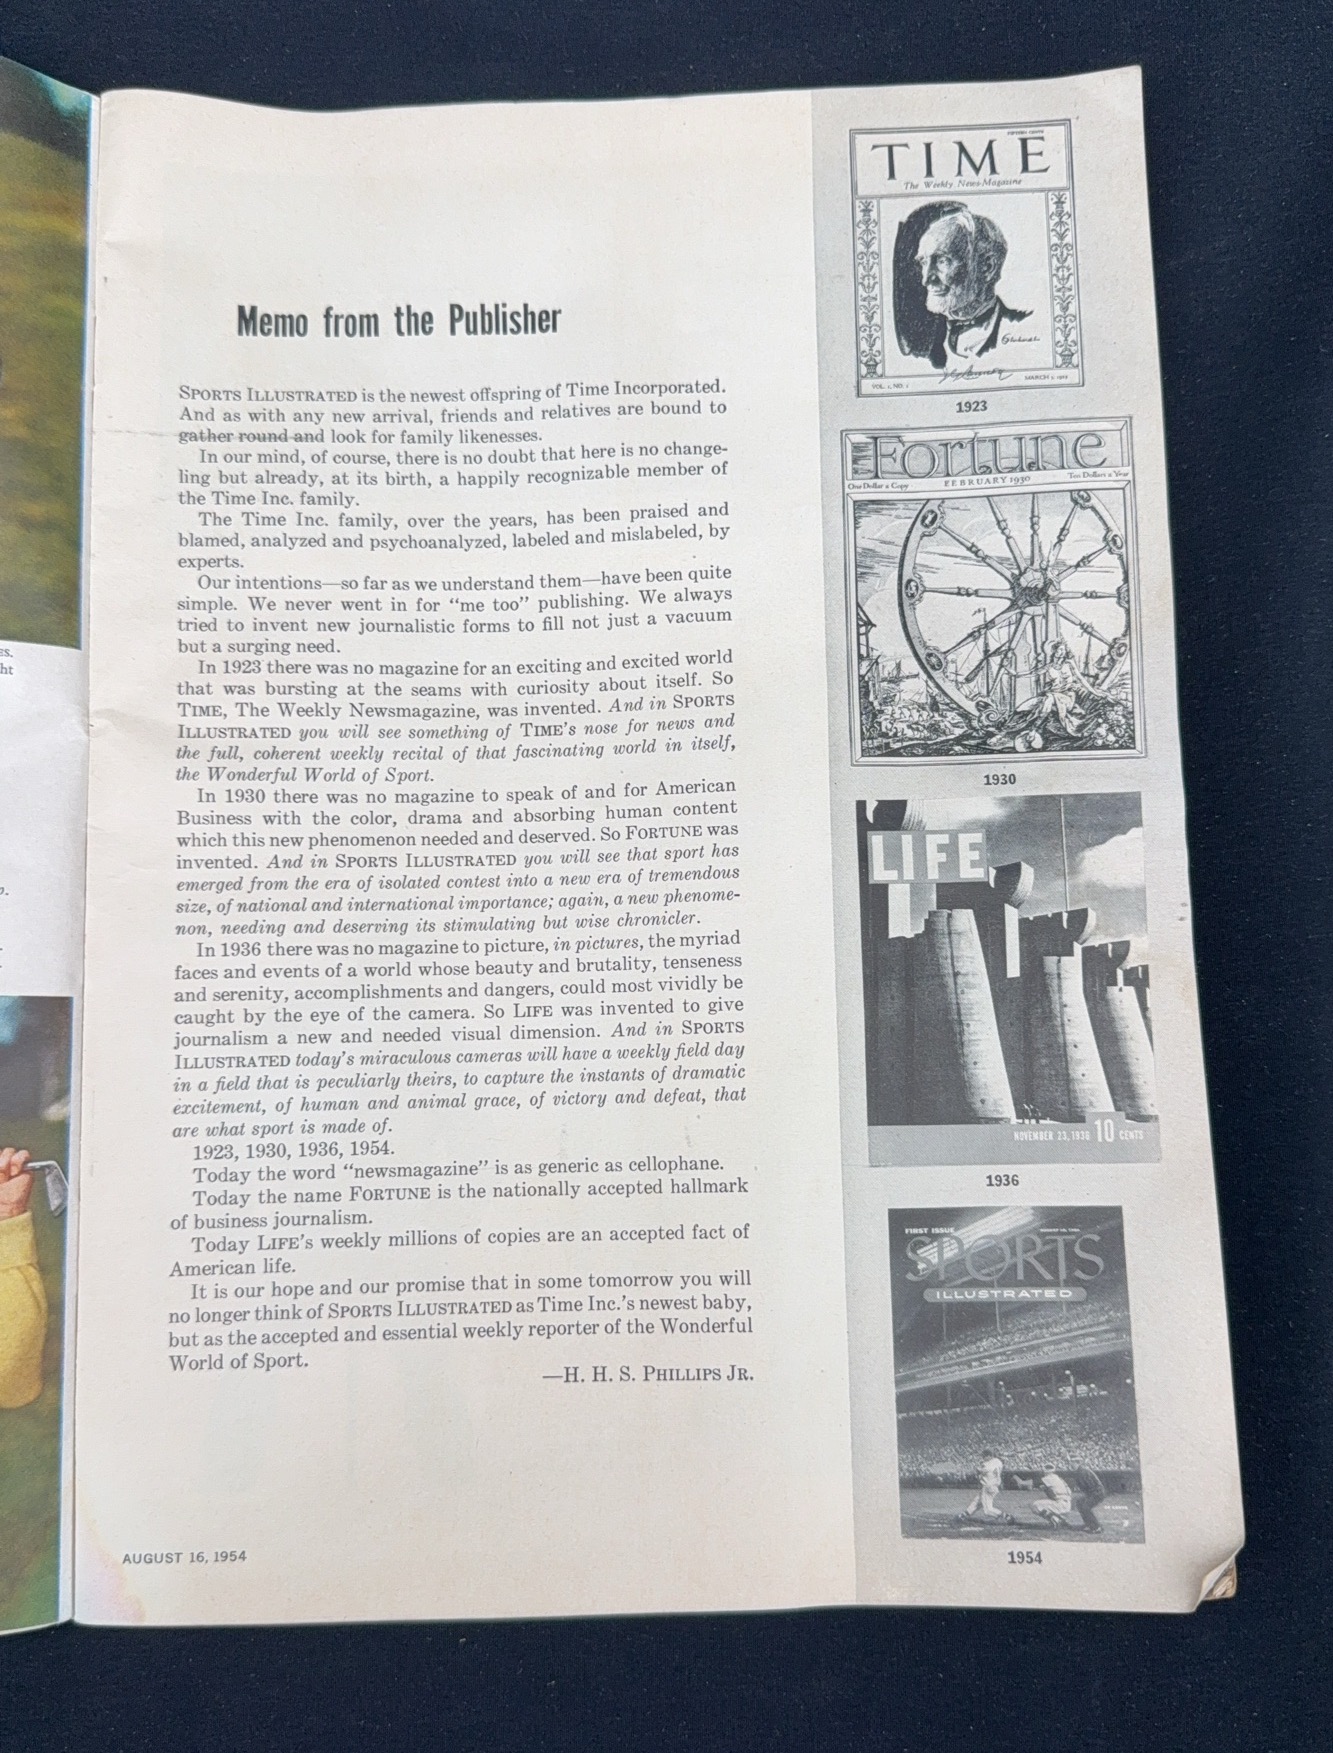 Memo from the Publisher
SPORTS ILLUSTRATED is the newest offspring of Time Incorporated.
And as with any new arrival, friends and relatives are bound to
gather round and look for family likenesses.
In our mind, of course, there is no doubt that here is no change-
ling but already, at its birth, a happily recognizable member of
the Time Inc. family.
The Time Inc. family, over the years, has been praised and
blamed, analyzed and psychoanalyzed, labeled and mislabeled, by
experts.
Our intentions—so far as we understand them—have been quite
simple. We never went in for "me too" publishing. We always
tried to invent new journalistic forms to fill not just a vacuum
but a surging need.
In 1923 there was no magazine for an exciting and excited world
that was bursting at the seams with curiosity about itself. So
TIME, The Weekly Newsmagazine, was invented. And in SPORTS
ILLUSTRATED you will see something of TIME's nose for news and
the full, coherent weekly recital of that fascinating world in itself,
the Wonderful World of Sport.
In 1930 there was no magazine to speak of and for American
Business with the color, drama and absorbing human content
which this new phenomenon needed and deserved. So FORTUNE was
invented. And in SPORTS ILLUSTRATED you will see that sport has
emerged from the era of isolated contest into a new era of tremendous
size, of national and international importance; again, a new phenome-
non, needing and deserving its stimulating but wise chronicler.
In 1936 there was no magazine to picture, in pictures, the myriad
faces and events of a world whose beauty and brutality, tenseness
and serenity, accomplishments and dangers, could most vividly be
caught by the eye of the camera. So LIFE was invented to give
journalism a new and needed visual dimension. And in SPORTS
ILLUSTRATED today's miraculous cameras will have a weekly field day
in a field that is peculiarly theirs, to capture the instants of dramatic
excitement, of human and animal grace, of victory and defeat, that
are what sport is made of.
1923, 1930, 1936, 1954.
Today the word "newsmagazine" is as generic as cellophane.
Today the name FORTUNE is the nationally accepted hallmark
of business journalism.
Today LIFE's weekly millions of copies are an accepted fact of
American life.
It is our hope and our promise that in some tomorrow you will
no longer think of SPORTS ILLUSTRATED as Time Inc.'s newest baby,
but as the accepted and essential weekly reporter of the Wonderful
World of Sport.
—H. H. S. PHILLIPS JR.
AUGUST 16, 1954
TIME
The Weekly News-Magazine
VOL. 1, NO. 1
1923
Fortune
One Dollar a Copy
FEBRUARY 1930
Ten Dollars a Year
1930
LIFE
NOVEMBER 23, 1936 10 CENTS
1936
FIRST ISSUE
SPORTS
ILLUSTRATED
1954
es.
ht